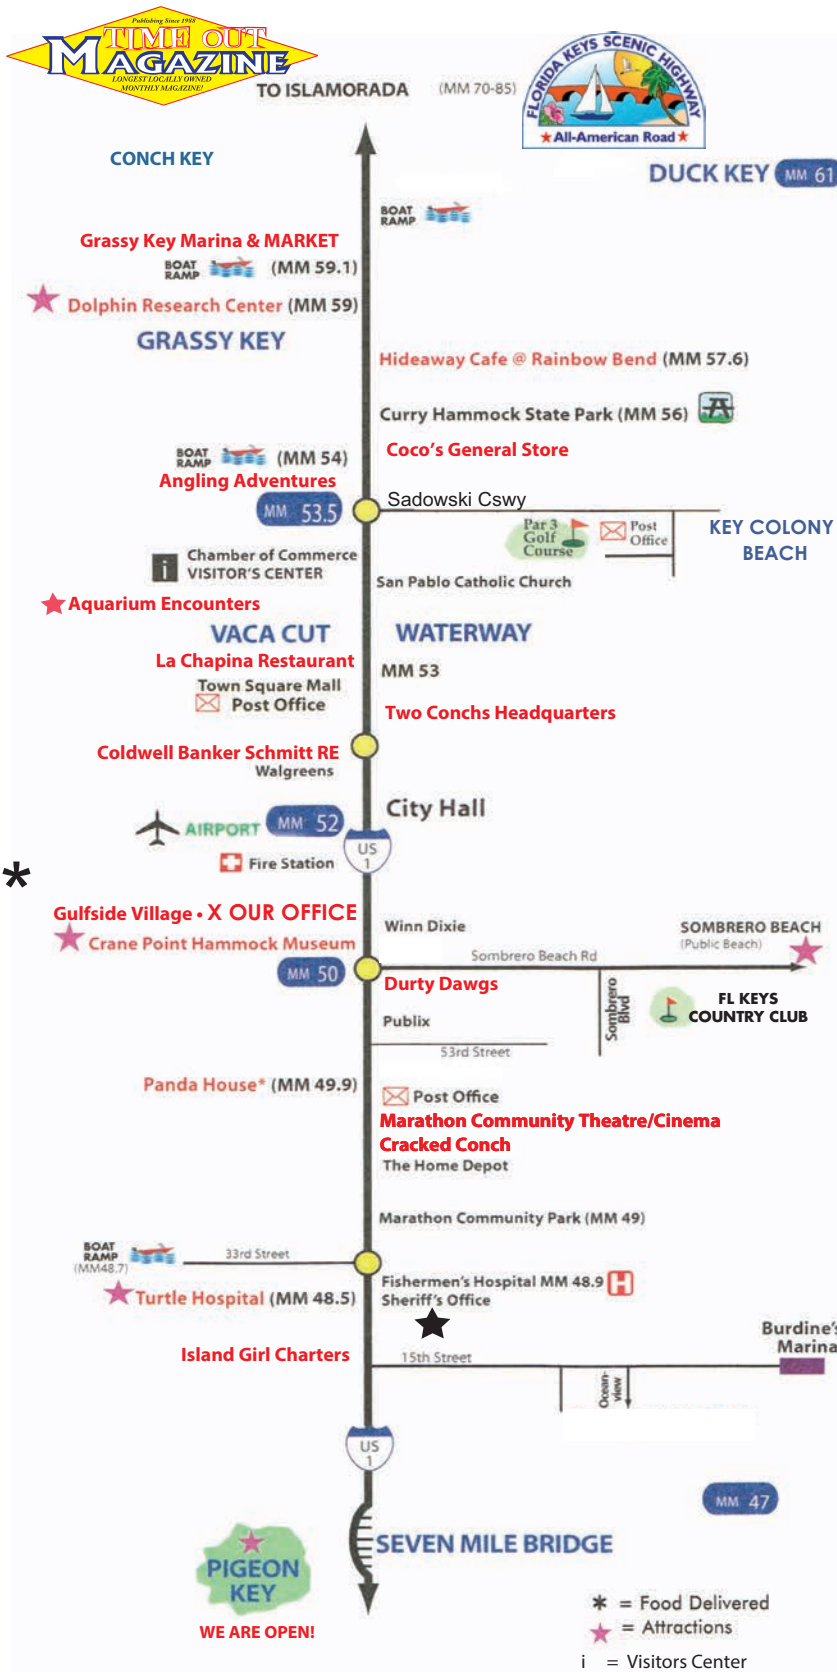 Publishing Since 1988
TIME OUT
MAGAZINE
LONGEST LOCALLY OWNED
MONTHLY MAGAZINE!
TO ISLAMORADA (MM 70-85)
FLORIDA KEYS SCENIC HIGHWAY
All-American Road
CONCH KEY
DUCK KEY MM 61
BOAT
RAMP
Grassy Key Marina & MARKET
BOAT
RAMP (MM 59.1)
Dolphin Research Center (MM 59)
GRASSY KEY
Hideaway Cafe @ Rainbow Bend (MM 57.6)
Curry Hammock State Park (MM 56)
Coco's General Store
BOAT
RAMP (MM 54)
Angling Adventures
MM 53.5
Sadowski Cswy
Par 3
Golf
Course
Post
Office
KEY COLONY
BEACH
i Chamber of Commerce
VISITOR'S CENTER
San Pablo Catholic Church
Aquarium Encounters
VACA CUT WATERWAY
La Chapina Restaurant
MM 53
Town Square Mall
Post Office
Two Conchs Headquarters
Coldwell Banker Schmitt RE
Walgreens
City Hall
AIRPORT MM 52
US
1
Fire Station
*
Gulfside Village • X OUR OFFICE
Winn Dixie
SOMBRERO BEACH
(Public Beach)
Crane Point Hammock Museum
Sombrero Beach Rd
MM 50
Durty Dawgs
Sombrero
Blvd
FL KEYS
COUNTRY CLUB
Publix
53rd Street
Panda House* (MM 49.9)
Post Office
Marathon Community Theatre/Cinema
Cracked Conch
The Home Depot
Marathon Community Park (MM 49)
BOAT
RAMP
(MM48.7)
33rd Street
Fishermen's Hospital MM 48.9 H
Sheriff's Office
Turtle Hospital (MM 48.5)
Burdine's
Marina
Island Girl Charters
15th Street
Ocean-
view
US
1
MM 47
SEVEN MILE BRIDGE
PIGEON
KEY
WE ARE OPEN!
* = Food Delivered
= Attractions
i = Visitors Center